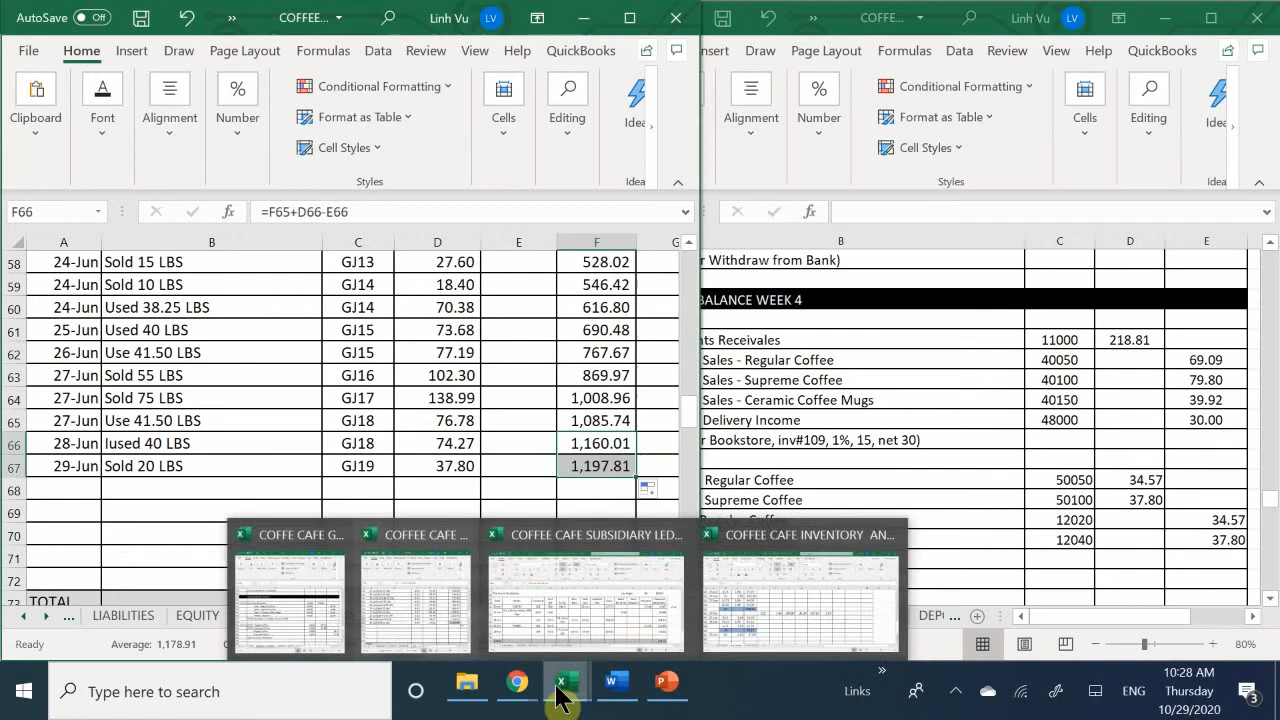 AutoSave Off COFFEE... Linh Vu LV
File Home Insert Draw Page Layout Formulas Data Review View Help QuickBooks
Clipboard Font Alignment Number Conditional Formatting Format as Table Cell Styles Cells Editing Idea
Styles Idea
F66 fx =F65+D66-E66
A B C D E F G
58 24-Jun Sold 15 LBS GJ13 27.60 528.02
59 24-Jun Sold 10 LBS GJ14 18.40 546.42
60 24-Jun Used 38.25 LBS GJ14 70.38 616.80
61 25-Jun Used 40 LBS GJ15 73.68 690.48
62 26-Jun Use 41.50 LBS GJ15 77.19 767.67
63 27-Jun Sold 55 LBS GJ16 102.30 869.97
64 27-Jun Sold 75 LBS GJ17 138.99 1,008.96
65 27-Jun Use 41.50 LBS GJ18 76.78 1,085.74
66 28-Jun Iused 40 LBS GJ18 74.27 1,160.01
67 29-Jun Sold 20 LBS GJ19 37.80 1,197.81
68
69
70
71
72
TOTAL
... LIABILITIES EQUITY
Average: 1,178.91
COFFE... Linh Vu LV
nsert Draw Page Layout Formulas Data Review View Help QuickBooks
Alignment Number Conditional Formatting Format as Table Cell Styles Cells Editing Idea
Styles Idea
fx
B C D E
r Withdraw from Bank)
BALANCE WEEK 4
nts Receivales 11000 218.81
Sales - Regular Coffee 40050 69.09
Sales - Supreme Coffee 40100 79.80
Sales - Ceramic Coffee Mugs 40150 39.92
Delivery Income 48000 30.00
r Bookstore, inv#109, 1%, 15, net 30)
Regular Coffee 50050 34.57
Supreme Coffee 50100 37.80
12020 34.57
12040 37.80
DEP( ...
80%
COFFE CAFE G... COFFEE CAFE ... COFFEE CAFE SUBSIDIARY LED... COFFEE CAFE INVENTORY AN...
Type here to search
Links
ENG
10:28 AM
Thursday
10/29/2020
3